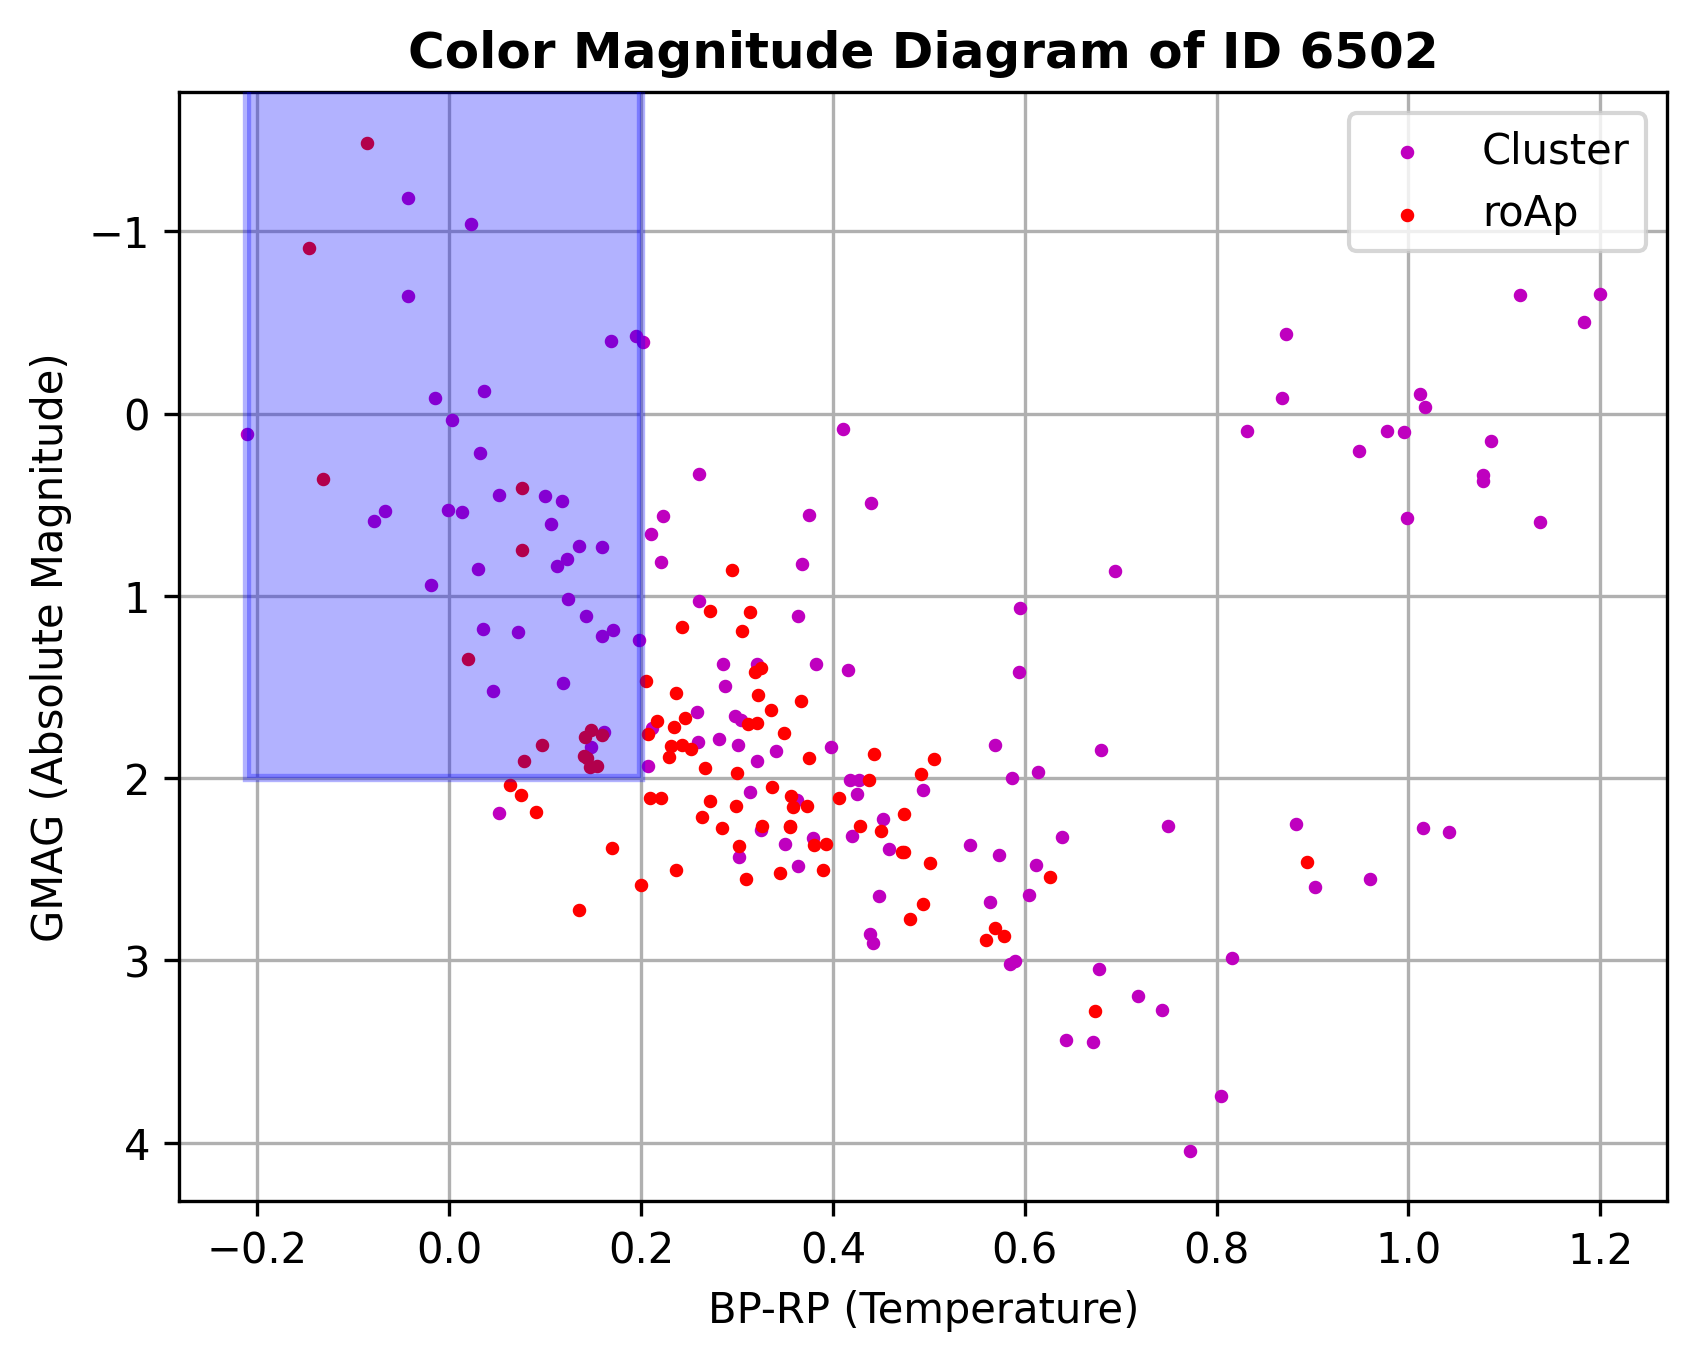 Color Magnitude Diagram of ID 6502
Cluster
roAp
GMAG (Absolute Magnitude)
−1
0
1
2
3
4
−0.2 0.0 0.2 0.4 0.6 0.8 1.0 1.2
BP-RP (Temperature)